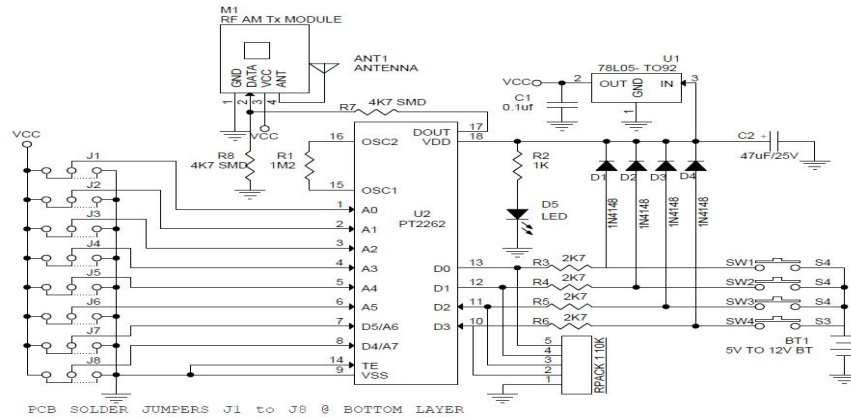 M1
RF AM Tx MODULE
GND
DATA
VCC
ANT
1
2
3
4
ANT1
ANTENNA
VCC
R7
4K7 SMD
R8
4K7 SMD
R1
1M2
16
OSC2
15
OSC1
DOUT
17
VDD
18
U2
PT2262
U1
78L05- TO92
VCC
2
OUT
GND
IN
3
1
C1
0.1uf
C2 +
47uF/25V
R2
1K
D5
LED
D1
D2
D3
D4
1N4148
1N4148
1N4148
1N4148
VCC
J1
J2
J3
J4
J5
J6
J7
J8
1
A0
2
A1
3
A2
4
A3
5
A4
6
A5
7
D5/A6
8
D4/A7
14
TE
9
VSS
D0
13
R3
2K7
SW1
S4
D1
12
R4
2K7
SW2
S4
D2
11
R5
2K7
SW3
S4
D3
10
R6
2K7
SW4
S3
5
4
3
2
1
RPACK 1 10K
BT1
5V TO 12V BT
PCB SOLDER JUMPERS J1 to J8 @ BOTTOM LAYER